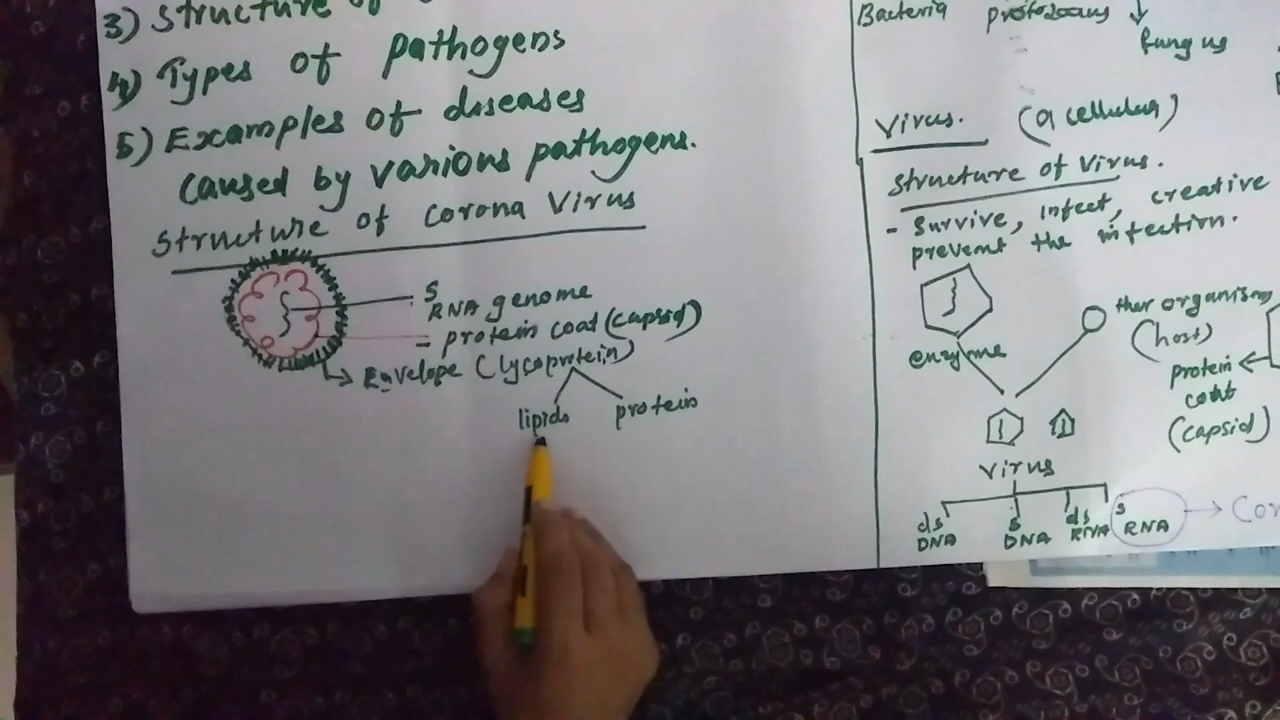 3) Structure of
4) Types of pathogens
5) Examples of diseases
caused by various pathogens.
Structure of Corona Virus
s
RNA genome
- protein coat (capsid)
Envelope (lycoprotein)
lipids protein
Bacteria protozoans
fungus
Virus. (acellular)
Structure of Virus.
- Survive, infect, creative
prevent the infection.
enzyme
ther organism
(host)
protein
coat
(capsid)
virus
ds
DNA
s
DNA
ds
RNA
s
RNA
Cor